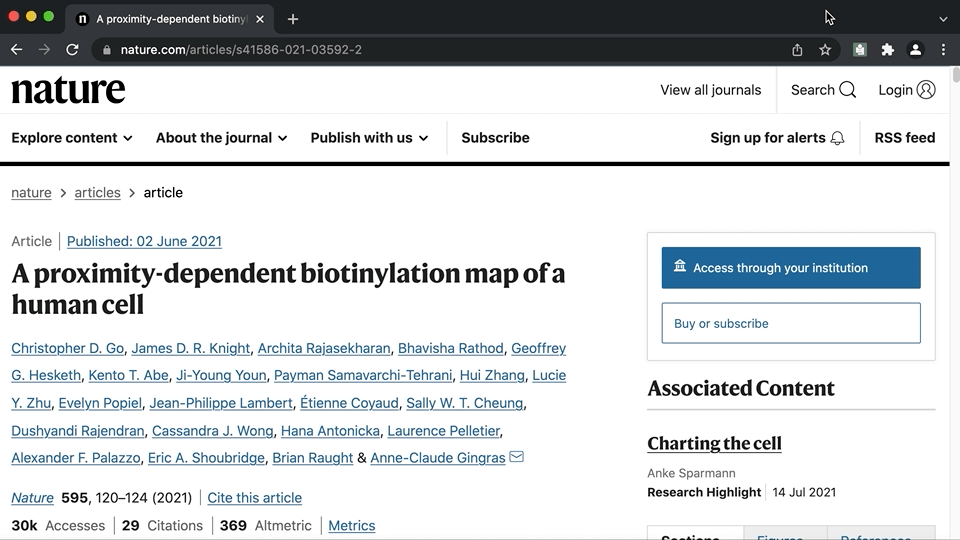 A proximity-dependent biotinyl
nature.com/articles/s41586-021-03592-2
nature
View all journals
Search
Login
Explore content
About the journal
Publish with us
Subscribe
Sign up for alerts
RSS feed
nature > articles > article
Article | Published: 02 June 2021
A proximity-dependent biotinylation map of a
human cell
Christopher D. Go, James D. R. Knight, Archita Rajasekharan, Bhavisha Rathod, Geoffrey
G. Hesketh, Kento T. Abe, Ji-Young Youn, Payman Samavarchi-Tehrani, Hui Zhang, Lucie
Y. Zhu, Evelyn Popiel, Jean-Philippe Lambert, Étienne Coyaud, Sally W. T. Cheung,
Dushyandi Rajendran, Cassandra J. Wong, Hana Antonicka, Laurence Pelletier,
Alexander F. Palazzo, Eric A. Shoubridge, Brian Raught & Anne-Claude Gingras
Nature 595, 120–124 (2021) | Cite this article
30k Accesses | 29 Citations | 369 Altmetric | Metrics
Access through your institution
Buy or subscribe
Associated Content
Charting the cell
Anke Sparmann
Research Highlight | 14 Jul 2021
Sections
Figures
References